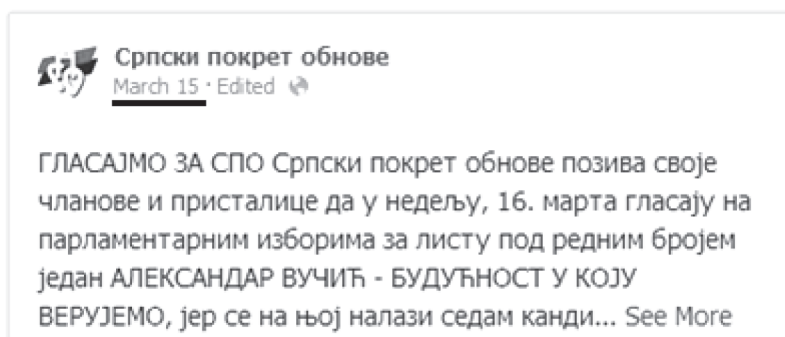 Српски покрет обнове
March 15 · Edited
ГЛАСАЈМО ЗА СПО Српски покрет обнове позива своје
чланове и присталице да у недељу, 16. марта гласају на
парламентарним изборима за листу под редним бројем
један АЛЕКСАНДАР ВУЧИЋ - БУДУЋНОСТ У КОЈУ
ВЕРУЈЕМО, јер се на њој налази седам канди... See More